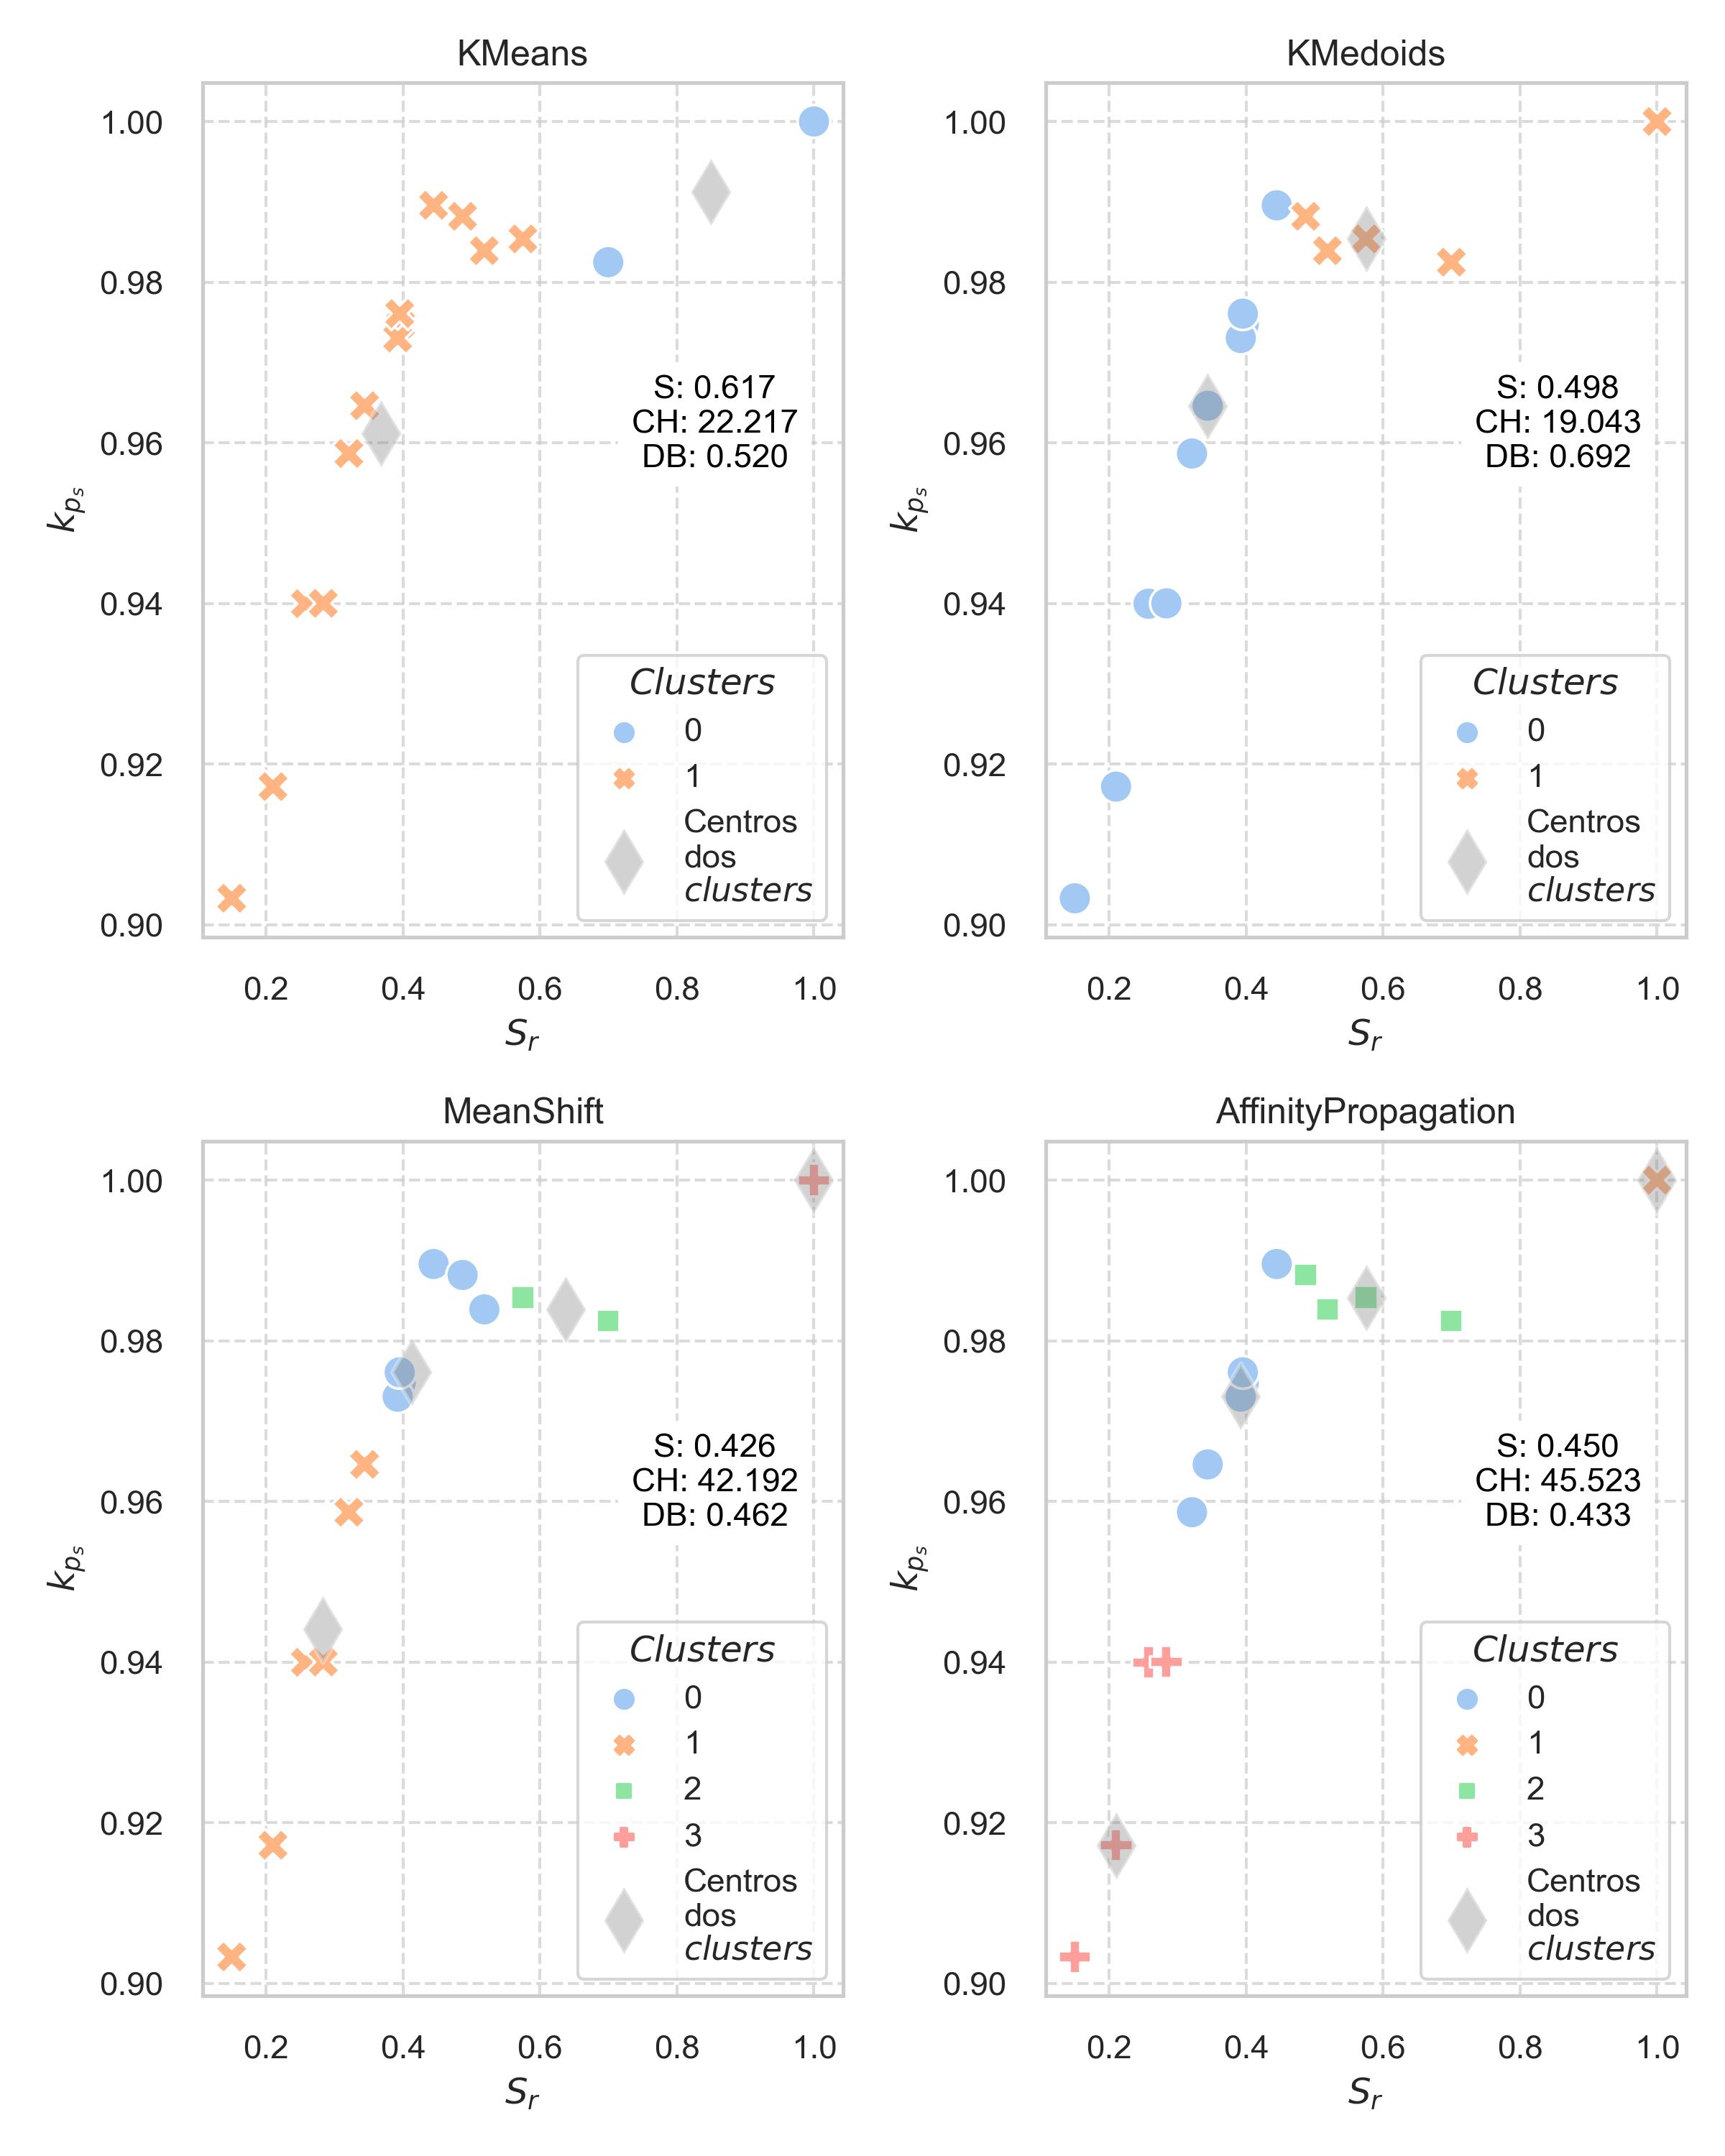 KMeans
1.00
0.98
0.96
0.94
0.92
0.90
k_{p_s}
S: 0.617
CH: 22.217
DB: 0.520
Clusters
0
1
Centros
dos
clusters
0.2 0.4 0.6 0.8 1.0
S_r
KMedoids
1.00
0.98
0.96
0.94
0.92
0.90
k_{p_s}
S: 0.498
CH: 19.043
DB: 0.692
Clusters
0
1
Centros
dos
clusters
0.2 0.4 0.6 0.8 1.0
S_r
MeanShift
1.00
0.98
0.96
0.94
0.92
0.90
k_{p_s}
S: 0.426
CH: 42.192
DB: 0.462
Clusters
0
1
2
3
Centros
dos
clusters
0.2 0.4 0.6 0.8 1.0
S_r
AffinityPropagation
1.00
0.98
0.96
0.94
0.92
0.90
k_{p_s}
S: 0.450
CH: 45.523
DB: 0.433
Clusters
0
1
2
3
Centros
dos
clusters
0.2 0.4 0.6 0.8 1.0
S_r